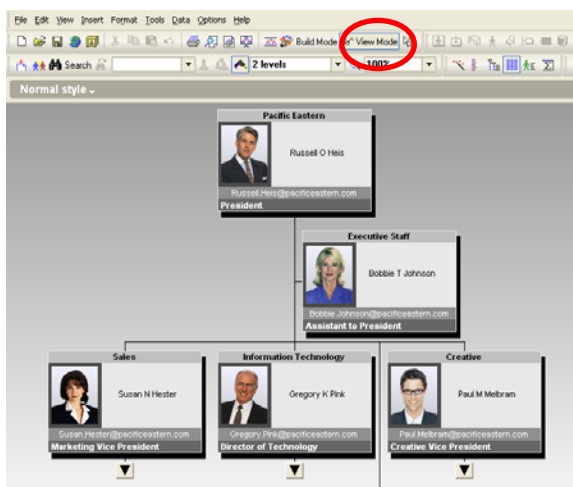 File Edit View Insert Format Tools Data Options Help
Build Mode View Mode
Search 2 levels 100%
Normal style
Pacific Eastern
Russell O Heis
Russell.Heis@pacificeastern.com
President
Executive Staff
Bobbie T Johnson
Bobbie.Johnson@pacificeastern.com
Assistant to President
Sales
Susan N Hester
Susan.Hester@pacificeastern.com
Marketing Vice President
Information Technology
Gregory K Pink
Gregory.Pink@pacificeastern.com
Director of Technology
Creative
Paul M Melbram
Paul.Melbram@pacificeastern.com
Creative Vice President